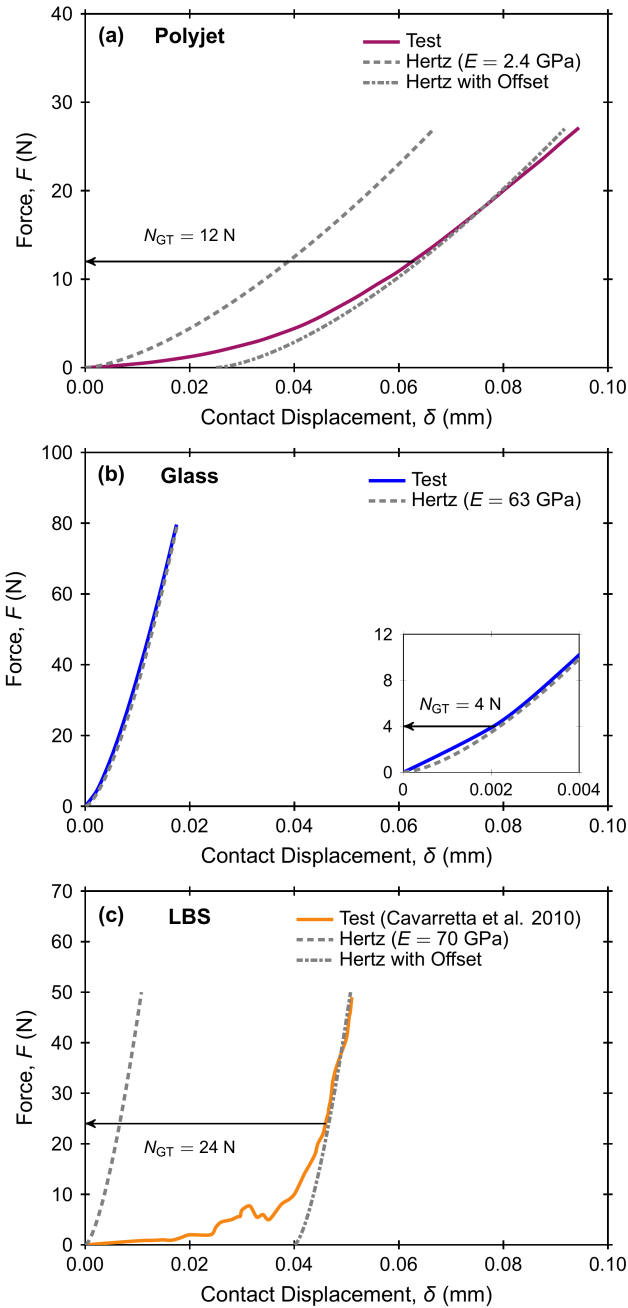 (a) Polyjet
Test
Hertz (E = 2.4 GPa)
Hertz with Offset
N_GT = 12 N
Force, F (N)
40
30
20
10
0
0.00 0.02 0.04 0.06 0.08 0.10
Contact Displacement, δ (mm)
(b) Glass
Test
Hertz (E = 63 GPa)
Force, F (N)
100
80
60
40
20
0
12
8
4
0
N_GT = 4 N
0 0.002 0.004
0.00 0.02 0.04 0.06 0.08 0.10
Contact Displacement, δ (mm)
(c) LBS
Test (Cavarretta et al. 2010)
Hertz (E = 70 GPa)
Hertz with Offset
Force, F (N)
70
60
50
40
30
20
10
0
N_GT = 24 N
0.00 0.02 0.04 0.06 0.08 0.10
Contact Displacement, δ (mm)